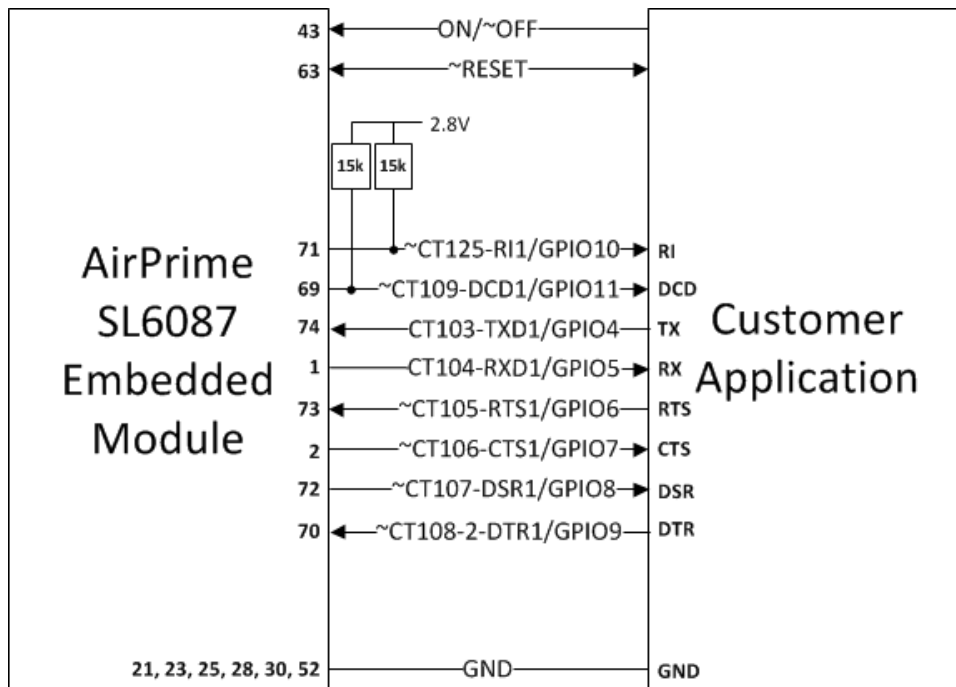 43 ON/~OFF
63 ~RESET
2.8V
15k 15k
71 ~CT125-RI1/GPIO10 RI
69 ~CT109-DCD1/GPIO11 DCD
74 CT103-TXD1/GPIO4 TX
1 CT104-RXD1/GPIO5 RX
73 ~CT105-RTS1/GPIO6 RTS
2 ~CT106-CTS1/GPIO7 CTS
72 ~CT107-DSR1/GPIO8 DSR
70 ~CT108-2-DTR1/GPIO9 DTR
21, 23, 25, 28, 30, 52 GND GND
AirPrime
SL6087
Embedded
Module
Customer
Application